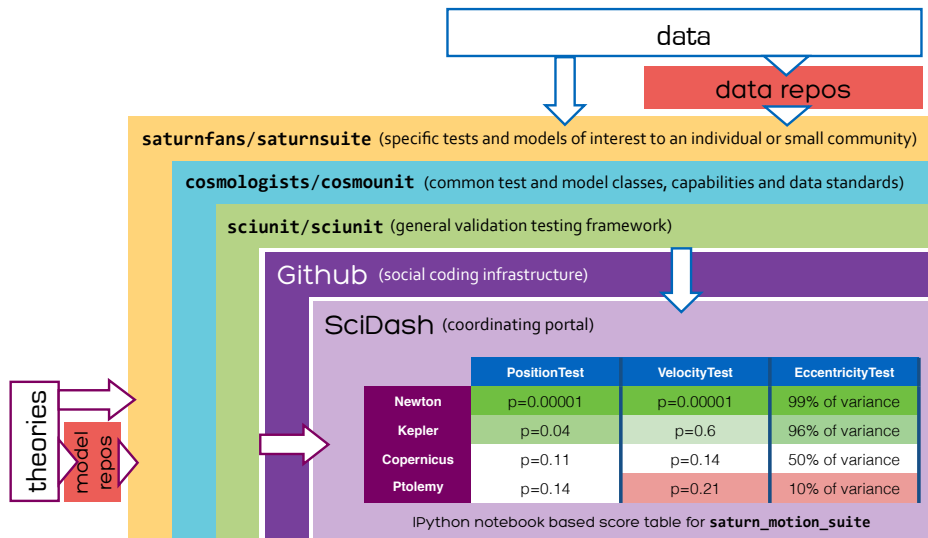 data
data repos
saturnfans/saturnsuite (specific tests and models of interest to an individual or small community)
cosmologists/cosmounit (common test and model classes, capabilities and data standards)
sciunit/sciunit (general validation testing framework)
Github (social coding infrastructure)
SciDash (coordinating portal)
PositionTest VelocityTest EccentricityTest
Newton p=0.00001 p=0.00001 99% of variance
Kepler p=0.04 p=0.6 96% of variance
Copernicus p=0.11 p=0.14 50% of variance
Ptolemy p=0.14 p=0.21 10% of variance
IPython notebook based score table for saturn_motion_suite
theories
model
repos